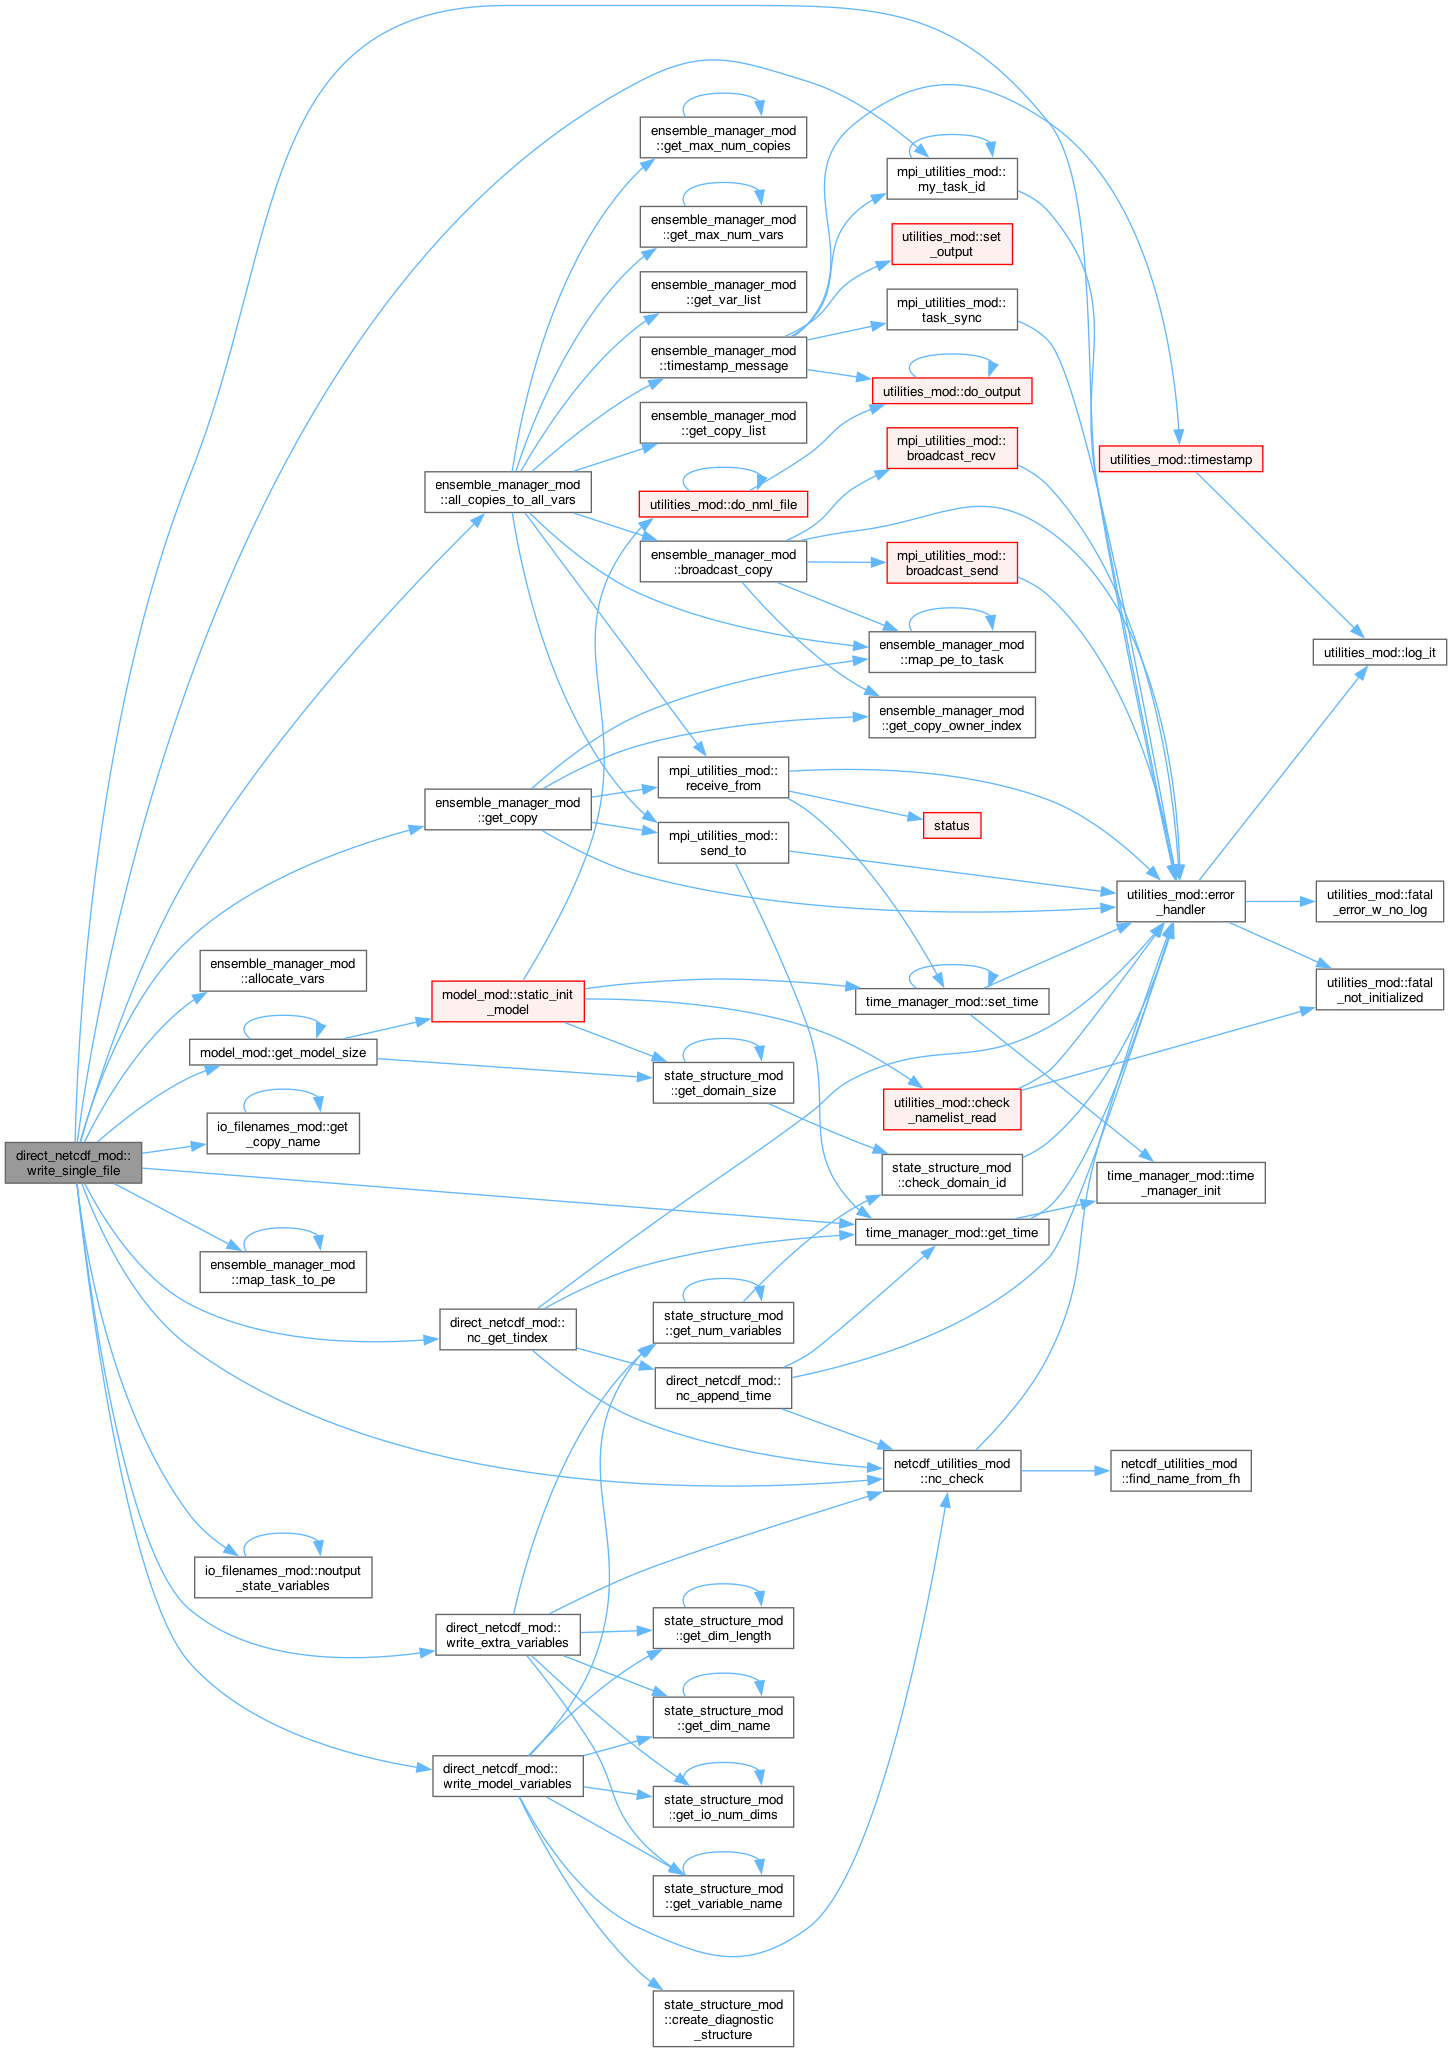 ensemble_manager_mod
::get_max_num_copies
mpi_utilities_mod::
my_task_id
ensemble_manager_mod
::get_max_num_vars
utilities_mod::set
_output
ensemble_manager_mod
::get_var_list
mpi_utilities_mod::
task_sync
ensemble_manager_mod
::timestamp_message
utilities_mod::do_output
ensemble_manager_mod
::get_copy_list
mpi_utilities_mod::
broadcast_recv
utilities_mod::timestamp
ensemble_manager_mod
::all_copies_to_all_vars
utilities_mod::do_nml_file
ensemble_manager_mod
::broadcast_copy
mpi_utilities_mod::
broadcast_send
ensemble_manager_mod
::map_pe_to_task
utilities_mod::log_it
ensemble_manager_mod
::get_copy_owner_index
mpi_utilities_mod::
receive_from
ensemble_manager_mod
::get_copy
status
mpi_utilities_mod::
send_to
utilities_mod::error
_handler
utilities_mod::fatal
_error_w_no_log
ensemble_manager_mod
::allocate_vars
utilities_mod::fatal
_not_initialized
model_mod::static_init
_model
time_manager_mod::set_time
model_mod::get_model_size
state_structure_mod
::get_domain_size
utilities_mod::check
_namelist_read
io_filenames_mod::get
_copy_name
direct_netcdf_mod::
write_single_file
state_structure_mod
::check_domain_id
time_manager_mod::time
_manager_init
time_manager_mod::get_time
ensemble_manager_mod
::map_task_to_pe
direct_netcdf_mod::
nc_get_tindex
state_structure_mod
::get_num_variables
direct_netcdf_mod::
nc_append_time
netcdf_utilities_mod
::nc_check
netcdf_utilities_mod
::find_name_from_fh
io_filenames_mod::noutput
_state_variables
direct_netcdf_mod::
write_extra_variables
state_structure_mod
::get_dim_length
state_structure_mod
::get_dim_name
direct_netcdf_mod::
write_model_variables
state_structure_mod
::get_io_num_dims
state_structure_mod
::get_variable_name
state_structure_mod
::create_diagnostic
_structure